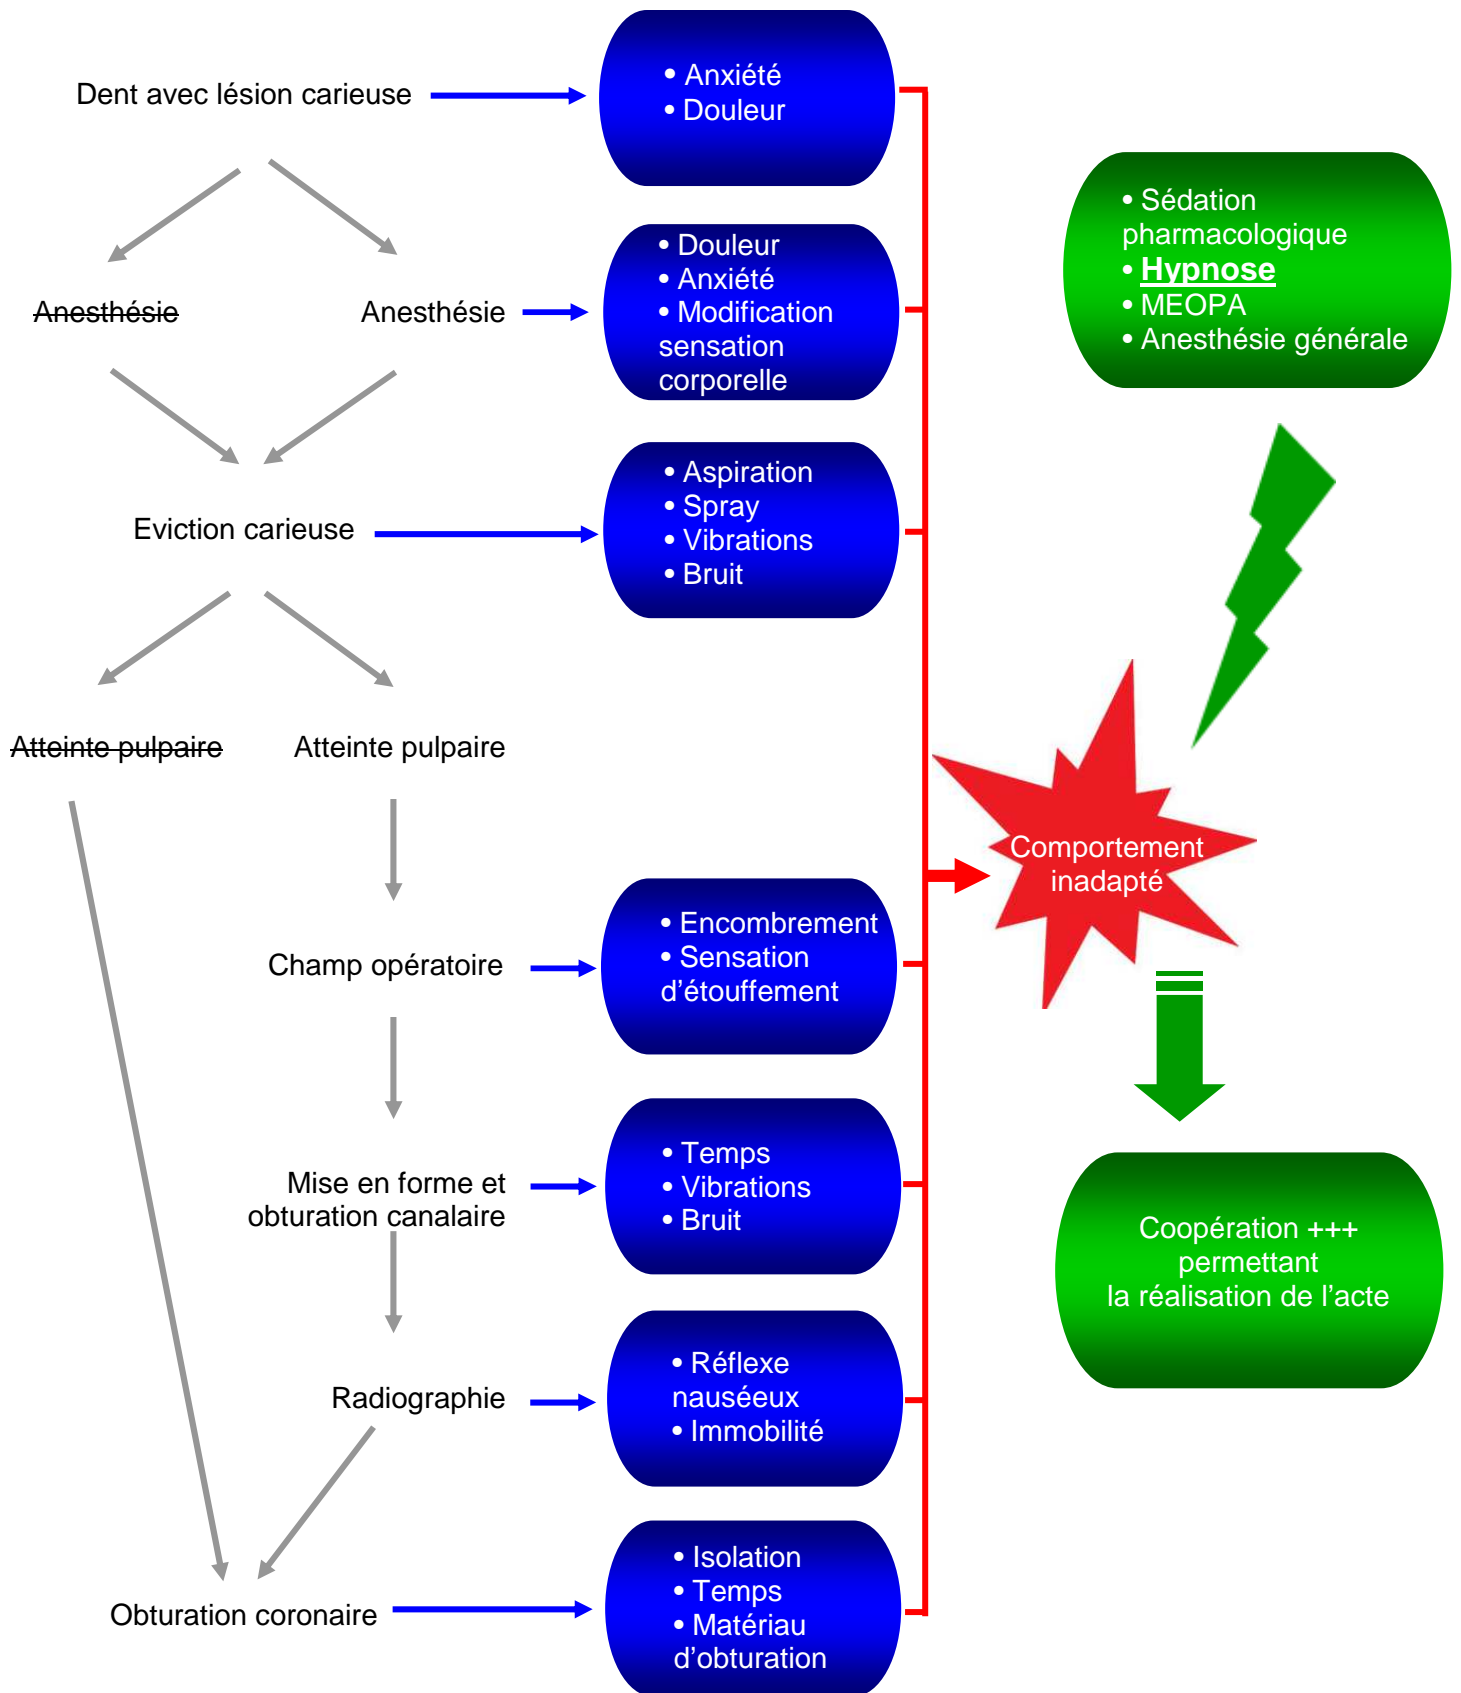 Dent avec lésion carieuse
• Anxiété
• Douleur
Anesthésie
Anesthésie
• Douleur
• Anxiété
• Modification
sensation
corporelle
Eviction carieuse
• Aspiration
• Spray
• Vibrations
• Bruit
Atteinte pulpaire
Atteinte pulpaire
Champ opératoire
• Encombrement
• Sensation
d’étouffement
Mise en forme et
obturation canalaire
• Temps
• Vibrations
• Bruit
Radiographie
• Réflexe
nauséeux
• Immobilité
Obturation coronaire
• Isolation
• Temps
• Matériau
d’obturation
• Sédation
pharmacologique
• Hypnose
• MEOPA
• Anesthésie générale
Comportement
inadapté
Coopération +++
permettant
la réalisation de l’acte